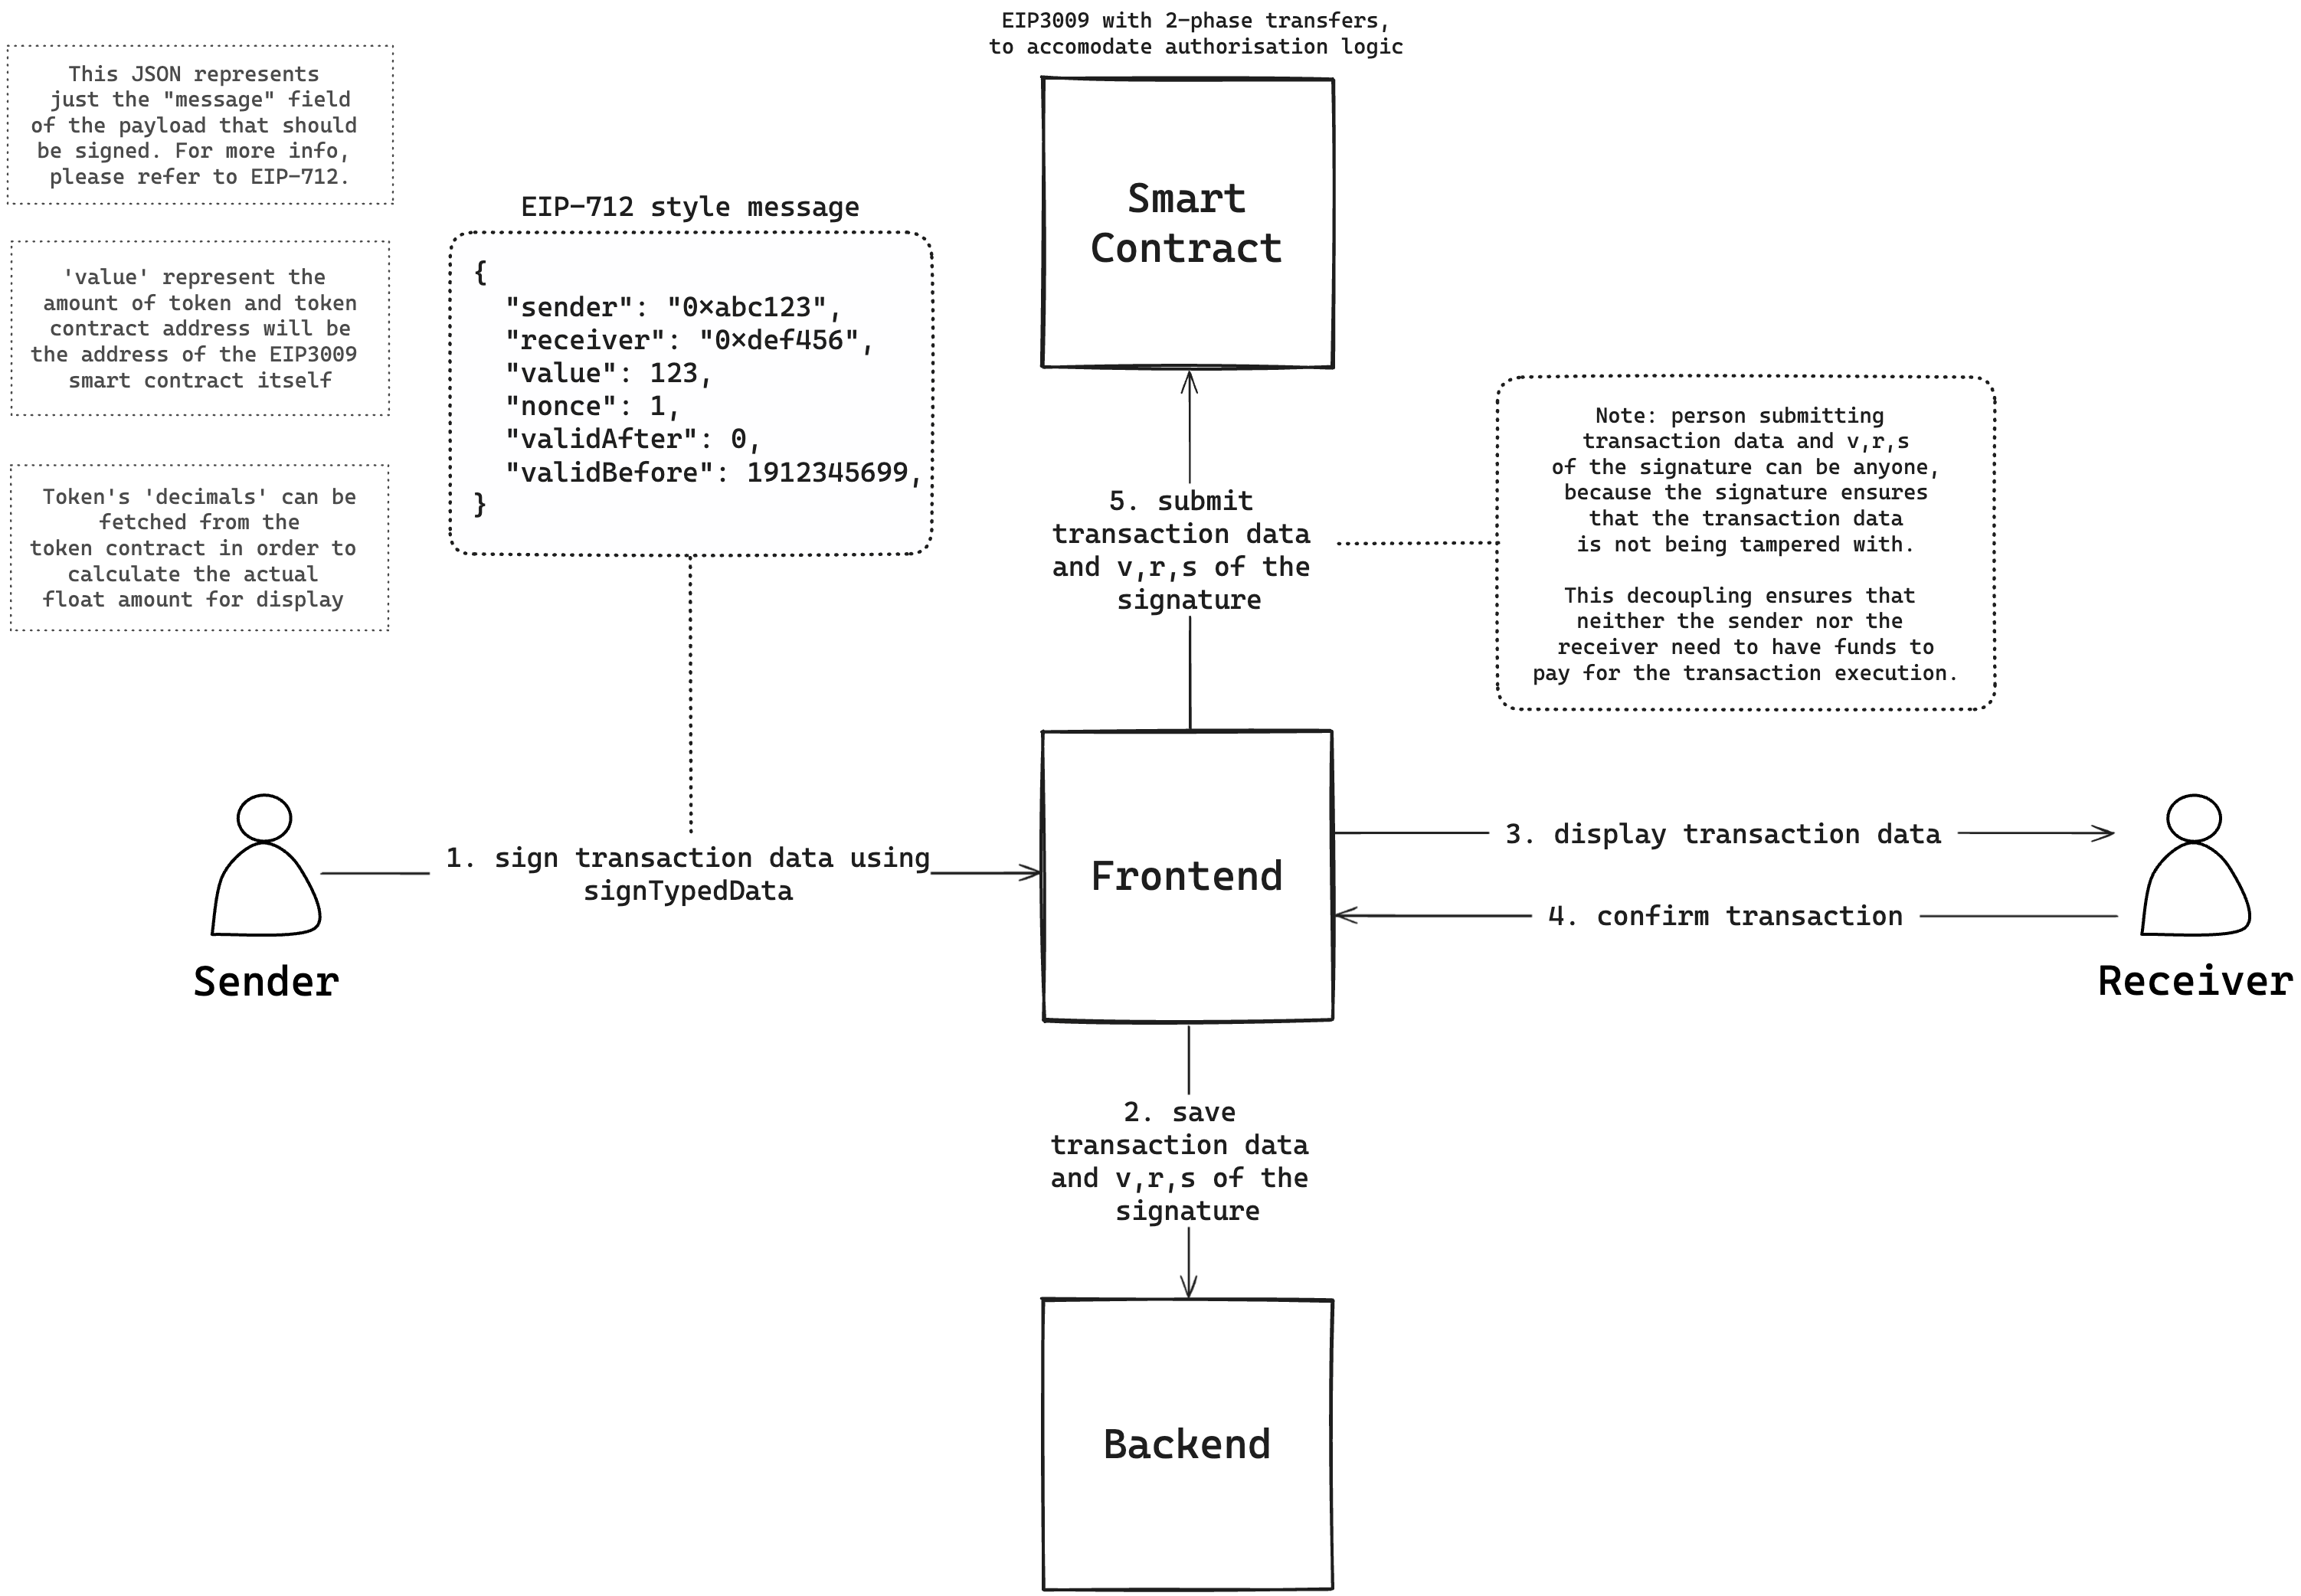 EIP3009 with 2-phase transfers,
to accomodate authorisation logic
This JSON represents
just the "message" field
of the payload that should
be signed. For more info,
please refer to EIP-712.
'value' represent the
amount of token and token
contract address will be
the address of the EIP3009
smart contract itself
Token's 'decimals' can be
fetched from the
token contract in order to
calculate the actual
float amount for display
EIP-712 style message
{
"sender": "0xabc123",
"receiver": "0xdef456",
"value": 123,
"nonce": 1,
"validAfter": 0,
"validBefore": 1912345699,
}
Smart
Contract
5. submit
transaction data
and v,r,s of the
signature
Note: person submitting
transaction data and v,r,s
of the signature can be anyone,
because the signature ensures
that the transaction data
is not being tampered with.
This decoupling ensures that
neither the sender nor the
receiver need to have funds to
pay for the transaction execution.
Sender
1. sign transaction data using
signTypedData
Frontend
3. display transaction data
4. confirm transaction
Receiver
2. save
transaction data
and v,r,s of the
signature
Backend